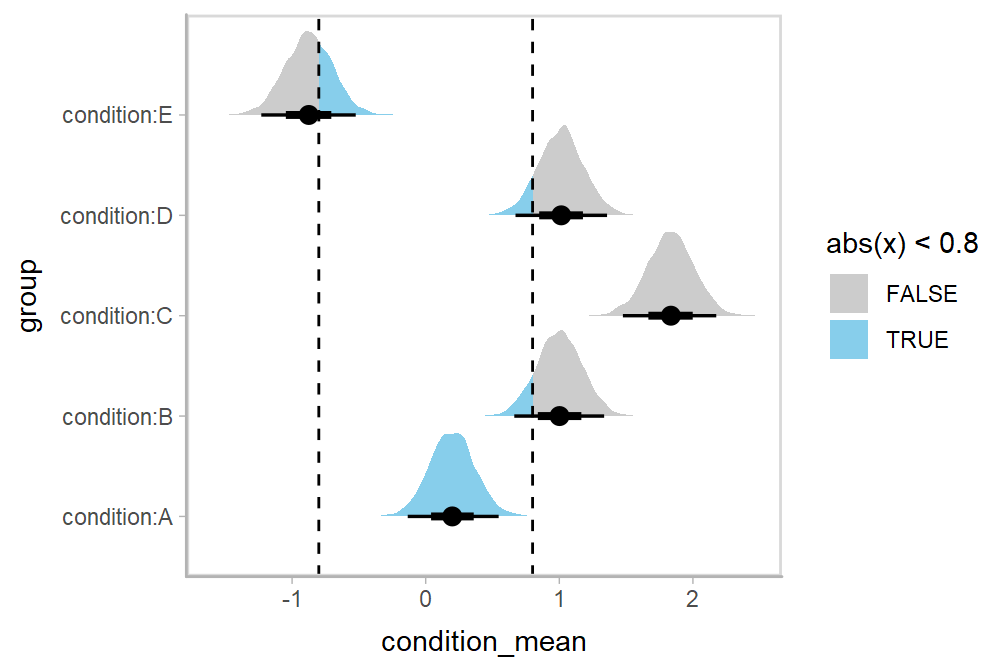 condition:E
condition:D
condition:C
condition:B
condition:A
group
-1 0 1 2
condition_mean
abs(x) < 0.8
FALSE
TRUE